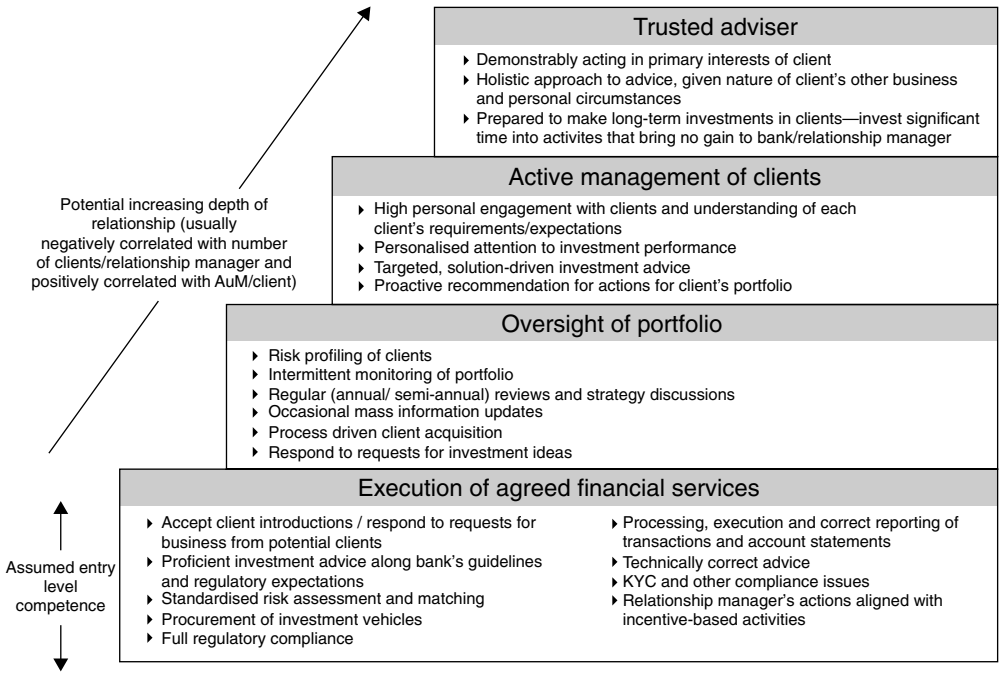 Trusted adviser
Demonstrably acting in primary interests of client
Holistic approach to advice, given nature of client's other business
and personal circumstances
Prepared to make long-term investments in clients—invest significant
time into activites that bring no gain to bank/relationship manager
Active management of clients
High personal engagement with clients and understanding of each
client's requirements/expectations
Personalised attention to investment performance
Targeted, solution-driven investment advice
Proactive recommendation for actions for client's portfolio
Potential increasing depth of
relationship (usually
negatively correlated with number
of clients/relationship manager and
positively correlated with AuM/client)
Oversight of portfolio
Risk profiling of clients
Intermittent monitoring of portfolio
Regular (annual/ semi-annual) reviews and strategy discussions
Occasional mass information updates
Process driven client acquisition
Respond to requests for investment ideas
Execution of agreed financial services
Accept client introductions / respond to requests for
business from potential clients
Proficient investment advice along bank's guidelines
and regulatory expectations
Standardised risk assessment and matching
Procurement of investment vehicles
Full regulatory compliance
Processing, execution and correct reporting of
transactions and account statements
Technically correct advice
KYC and other compliance issues
Relationship manager's actions aligned with
incentive-based activities
Assumed entry
level
competence